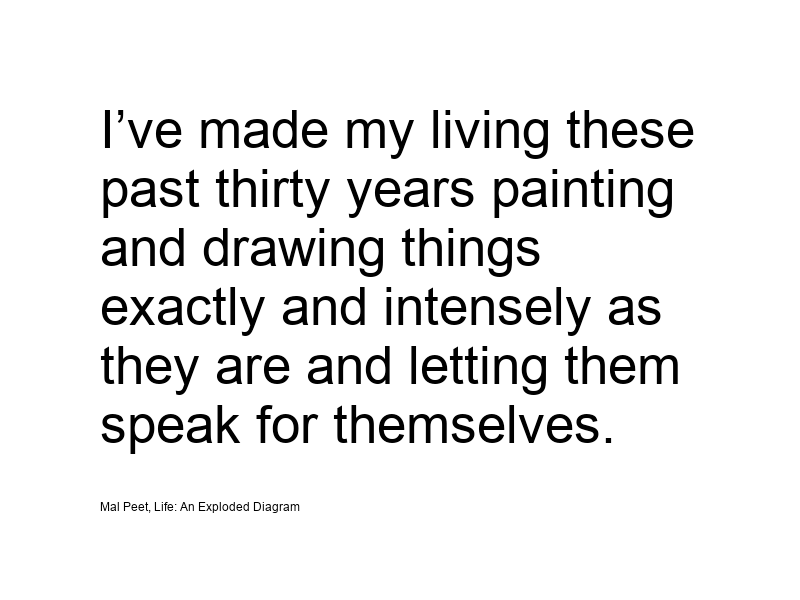 I’ve made my living these
past thirty years painting
and drawing things
exactly and intensely as
they are and letting them
speak for themselves.
Mal Peet, Life: An Exploded Diagram